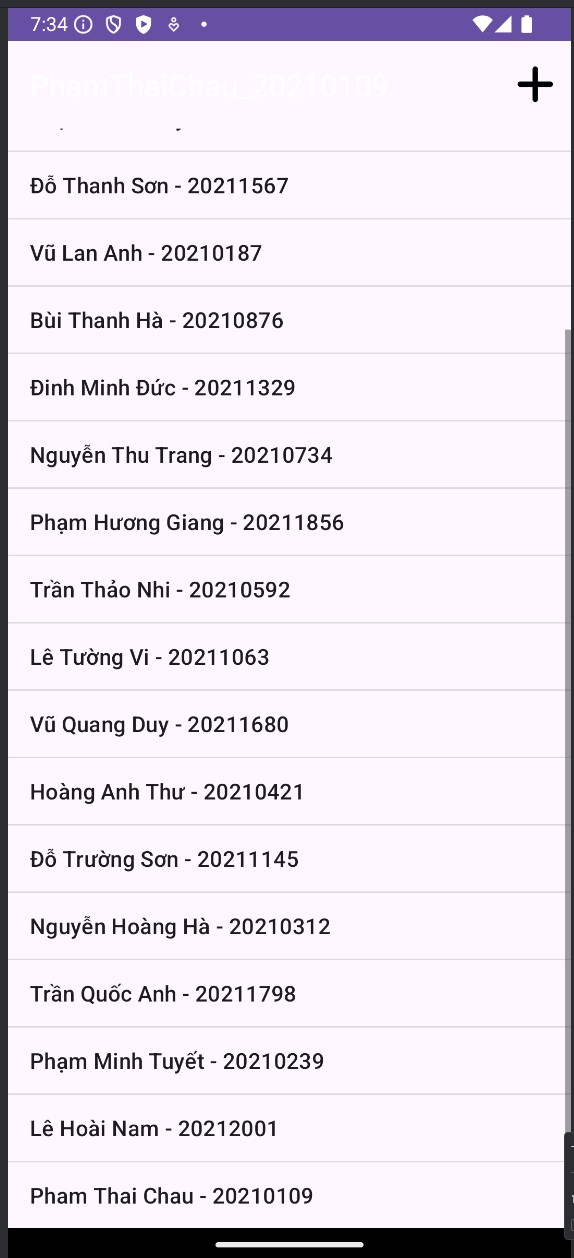 7:34
PhamThaiChau_20210109
Đỗ Thanh Sơn - 20211567
Vũ Lan Anh - 20210187
Bùi Thanh Hà - 20210876
Đinh Minh Đức - 20211329
Nguyễn Thu Trang - 20210734
Phạm Hương Giang - 20211856
Trần Thảo Nhi - 20210592
Lê Tường Vi - 20211063
Vũ Quang Duy - 20211680
Hoàng Anh Thư - 20210421
Đỗ Trường Sơn - 20211145
Nguyễn Hoàng Hà - 20210312
Trần Quốc Anh - 20211798
Phạm Minh Tuyết - 20210239
Lê Hoài Nam - 20212001
Pham Thai Chau - 20210109